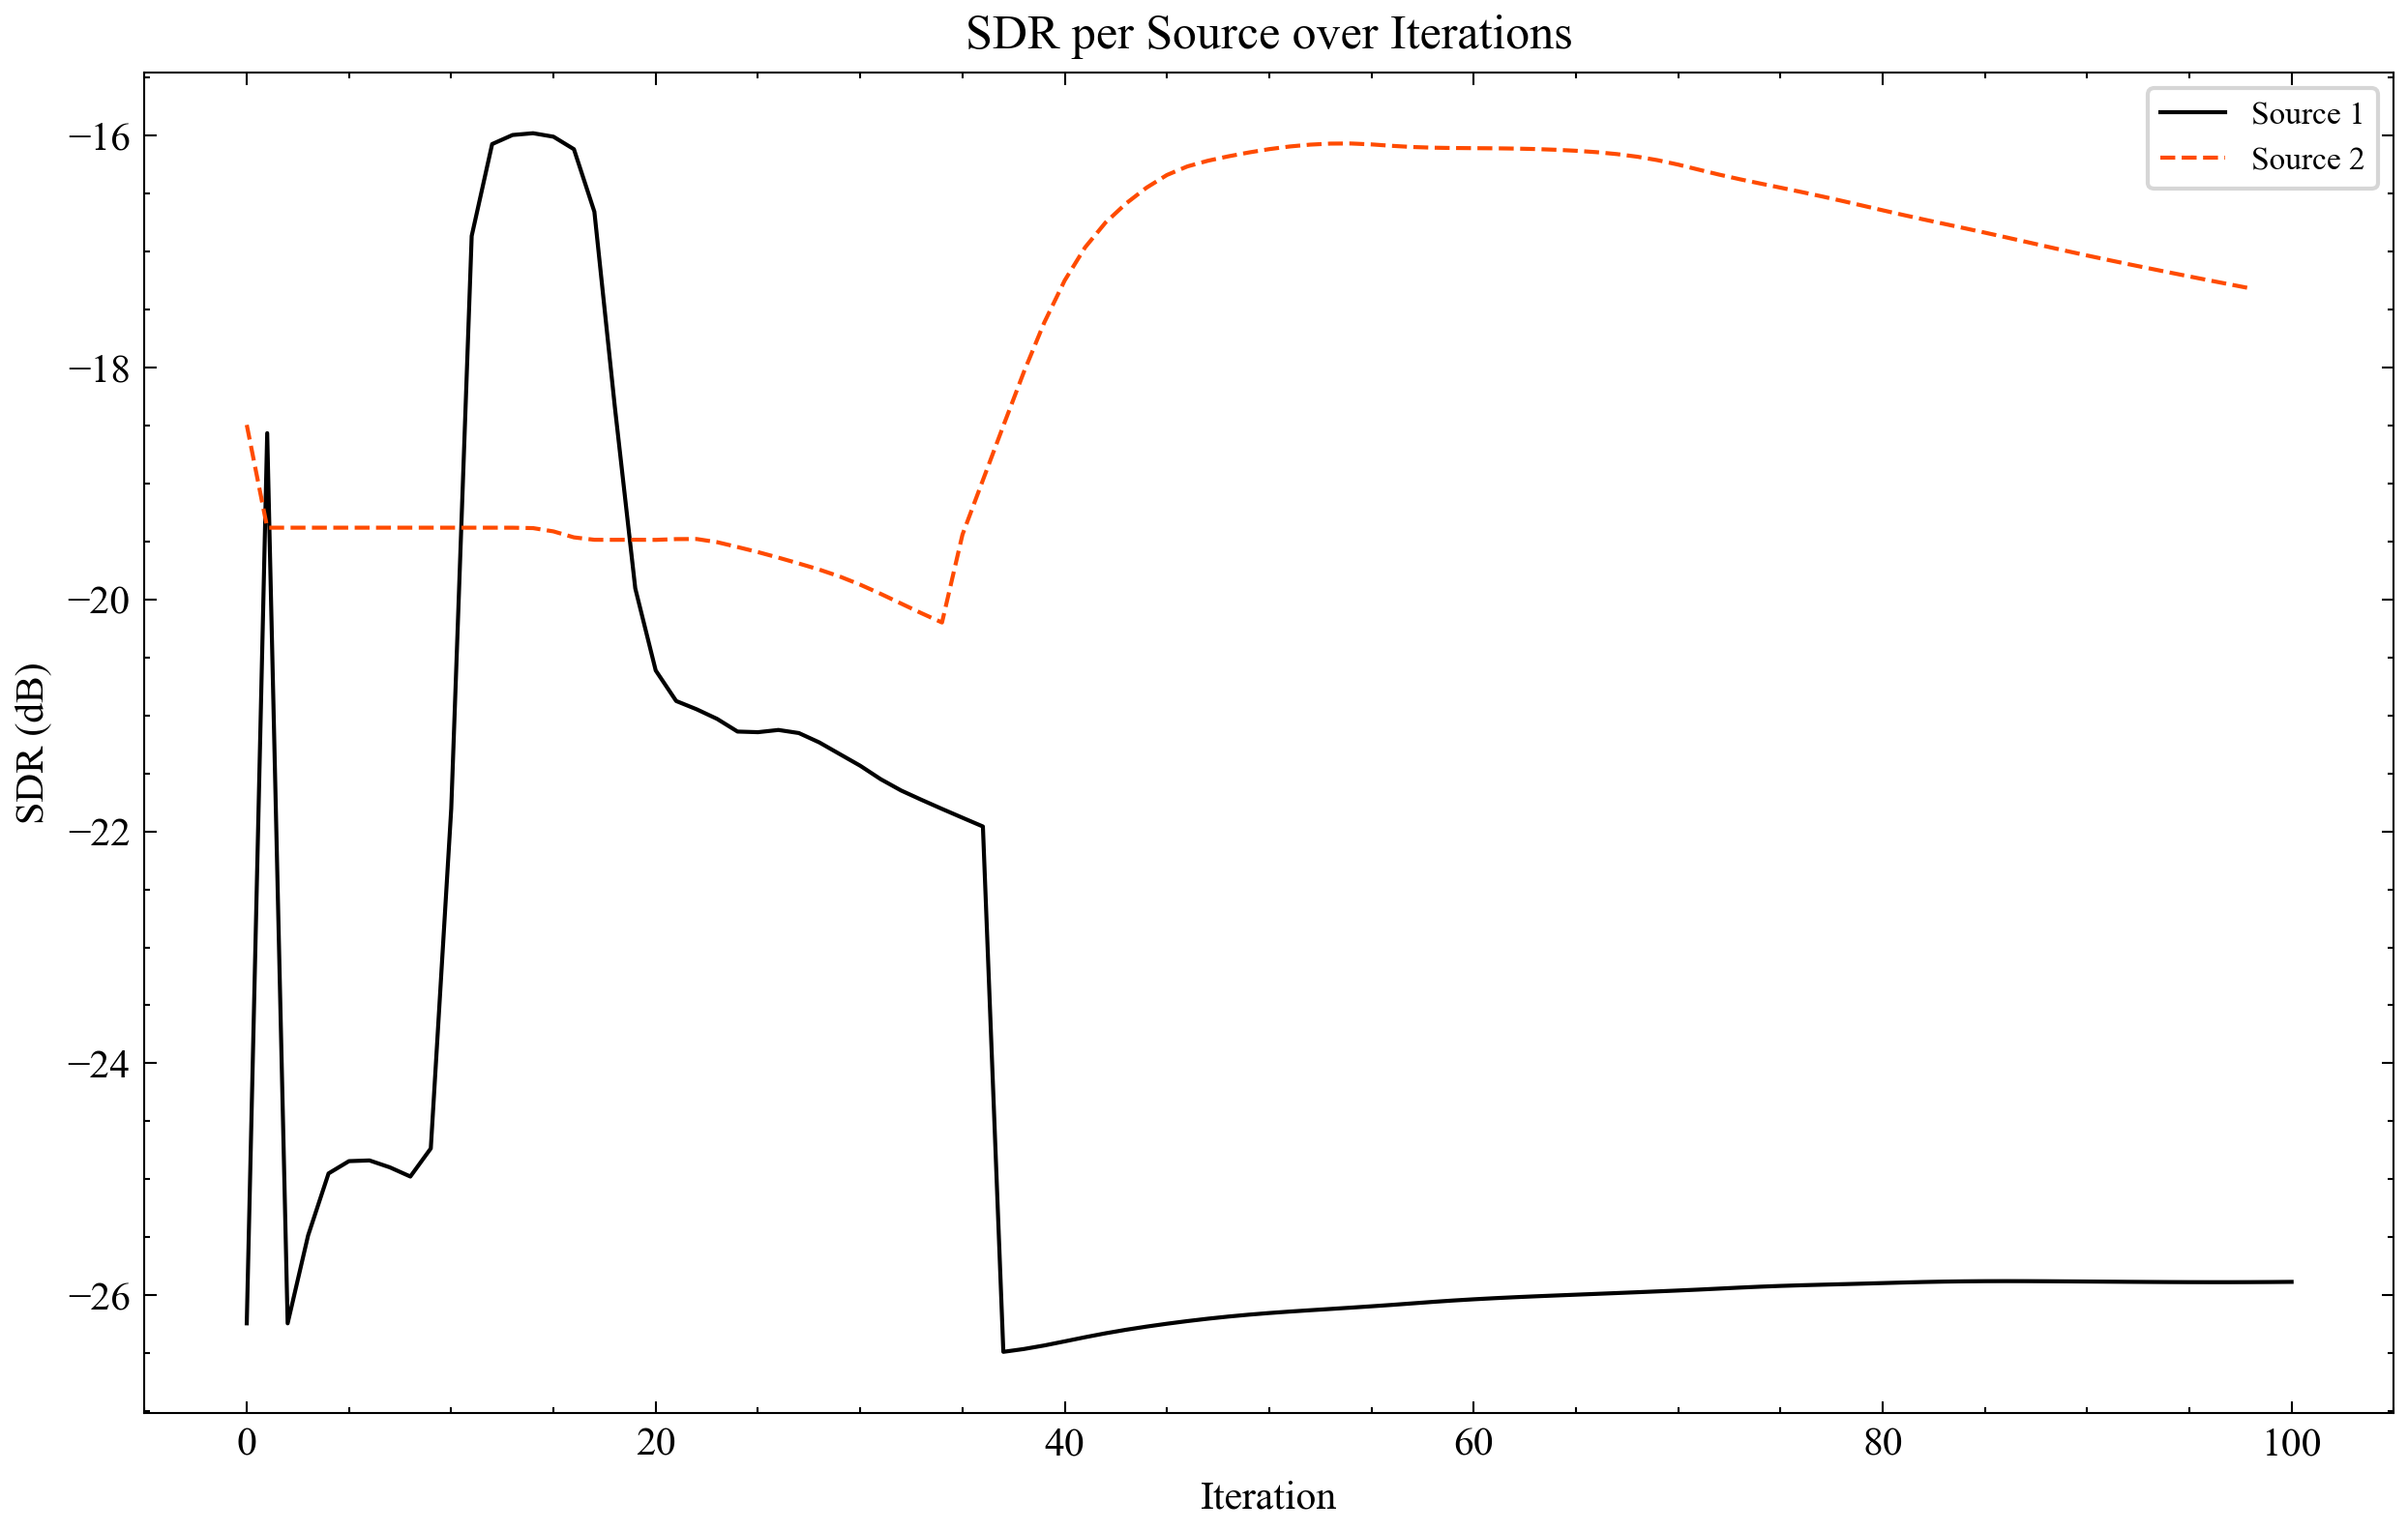 SDR per Source over Iterations
Source 1
Source 2
SDR (dB)
−16
−18
−20
−22
−24
−26
0 20 40 60 80 100
Iteration